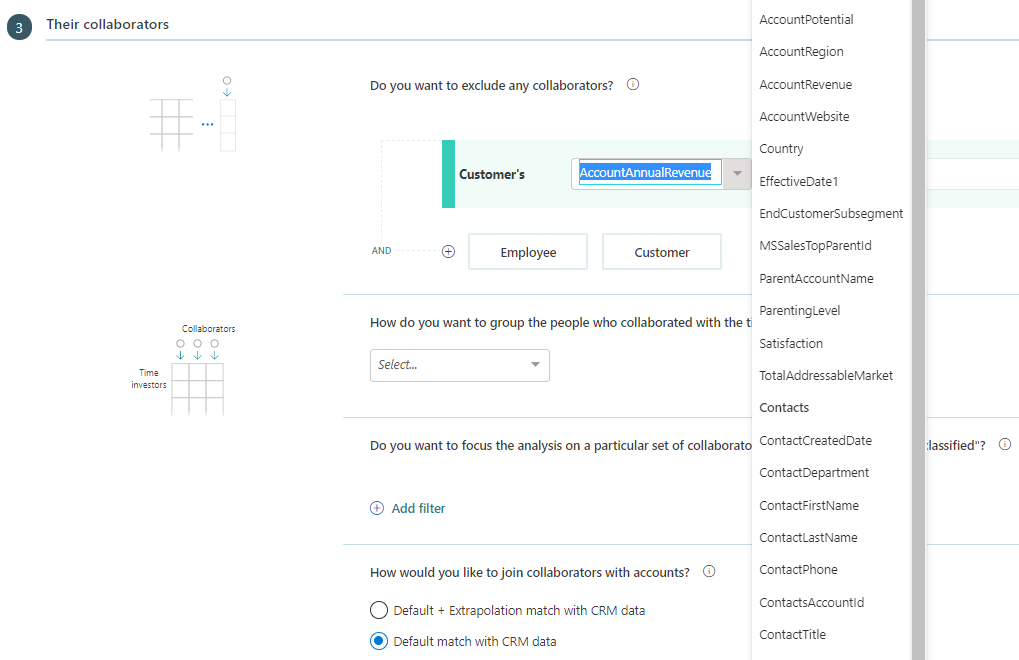 3
Their collaborators
Do you want to exclude any collaborators?
Customer's
AccountAnnualRevenue
AND
Employee
Customer
Collaborators
Time
investors
How do you want to group the people who collaborated with the ti
Select...
Do you want to focus the analysis on a particular set of collaborato
lassified"?
Add filter
How would you like to join collaborators with accounts?
Default + Extrapolation match with CRM data
Default match with CRM data
AccountPotential
AccountRegion
AccountRevenue
AccountWebsite
Country
EffectiveDate1
EndCustomerSubsegment
MSSalesTopParentId
ParentAccountName
ParentingLevel
Satisfaction
TotalAddressableMarket
Contacts
ContactCreatedDate
ContactDepartment
ContactFirstName
ContactLastName
ContactPhone
ContactsAccountId
ContactTitle